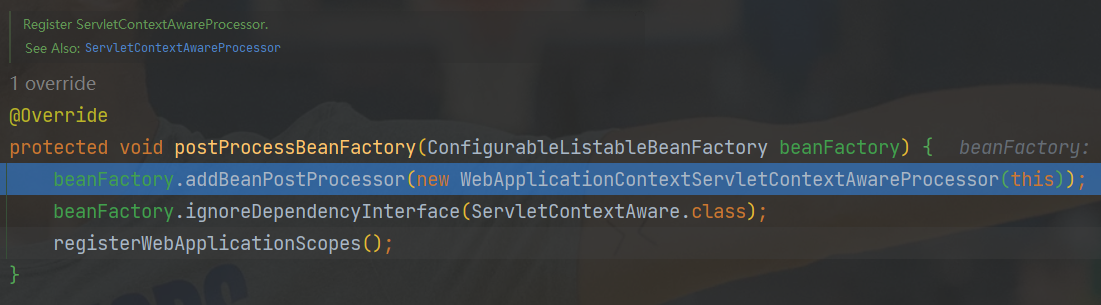 Register ServletContextAwareProcessor.
See Also: ServletContextAwareProcessor
1 override
@Override
protected void postProcessBeanFactory(ConfigurableListableBeanFactory beanFactory) {  beanFactory:
    beanFactory.addBeanPostProcessor(new WebApplicationContextServletContextAwareProcessor(this));
    beanFactory.ignoreDependencyInterface(ServletContextAware.class);
    registerWebApplicationScopes();
}